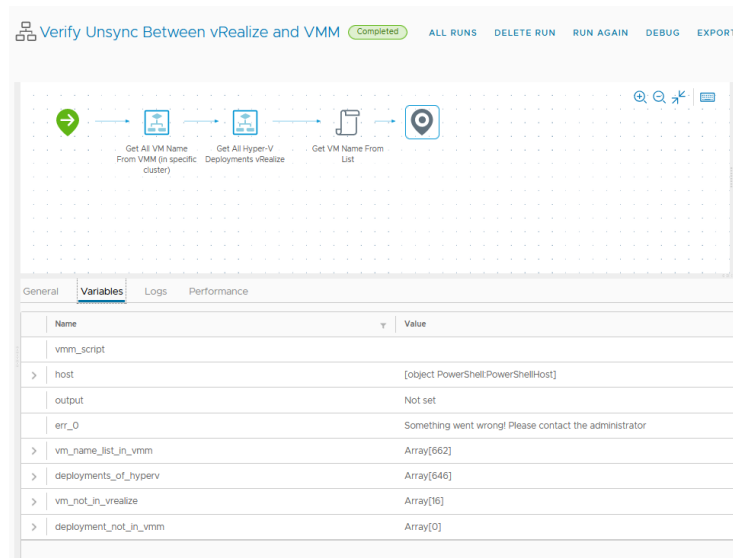 Verify Unsync Between vRealize and VMM Completed ALL RUNS DELETE RUN RUN AGAIN DEBUG EXPORT
Get All VM Name
From VMM (in specific
cluster)
Get All Hyper-V
Deployments vRealize
Get VM Name From
List
General Variables Logs Performance
Name Value
vmm_script
host [object PowerShell:PowerShellHost]
output Not set
err_0 Something went wrong! Please contact the administrator
vm_name_list_in_vmm Array[662]
deployments_of_hyperv Array[646]
vm_not_in_vrealize Array[16]
deployment_not_in_vmm Array[0]